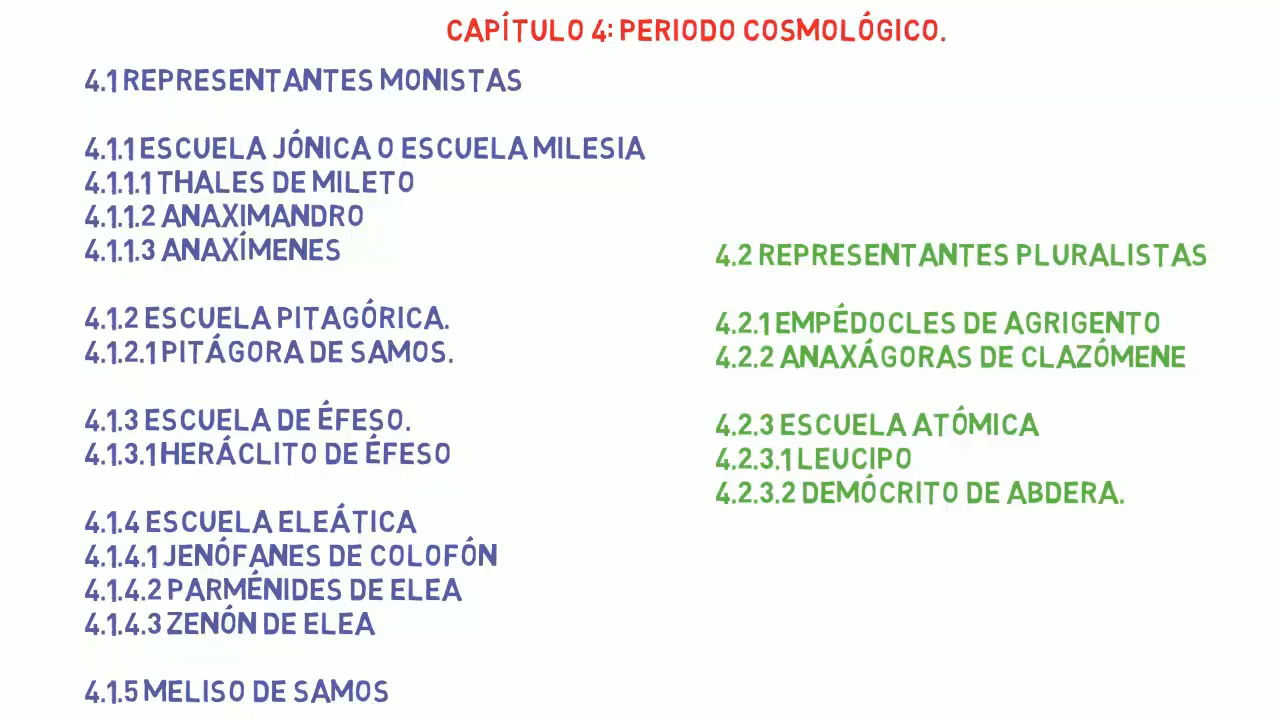 CAPÍTULO 4: PERIODO COSMOLÓGICO.
4.1 REPRESENTANTES MONISTAS
4.1.1 ESCUELA JÓNICA O ESCUELA MILESIA
4.1.1.1 THALES DE MILETO
4.1.1.2 ANAXIMANDRO
4.1.1.3 ANAXÍMENES
4.1.2 ESCUELA PITAGÓRICA.
4.1.2.1 PITÁGORA DE SAMOS.
4.1.3 ESCUELA DE ÉFESO.
4.1.3.1 HERÁCLITO DE ÉFESO
4.1.4 ESCUELA ELEÁTICA
4.1.4.1 JENÓFANES DE COLOFÓN
4.1.4.2 PARMÉNIDES DE ELEA
4.1.4.3 ZENÓN DE ELEA
4.1.5 MELISO DE SAMOS
4.2 REPRESENTANTES PLURALISTAS
4.2.1 EMPÉDOCLES DE AGRIGENTO
4.2.2 ANAXÁGORAS DE CLAZÓMENE
4.2.3 ESCUELA ATÓMICA
4.2.3.1 LEUCIPO
4.2.3.2 DEMÓCRITO DE ABDERA.